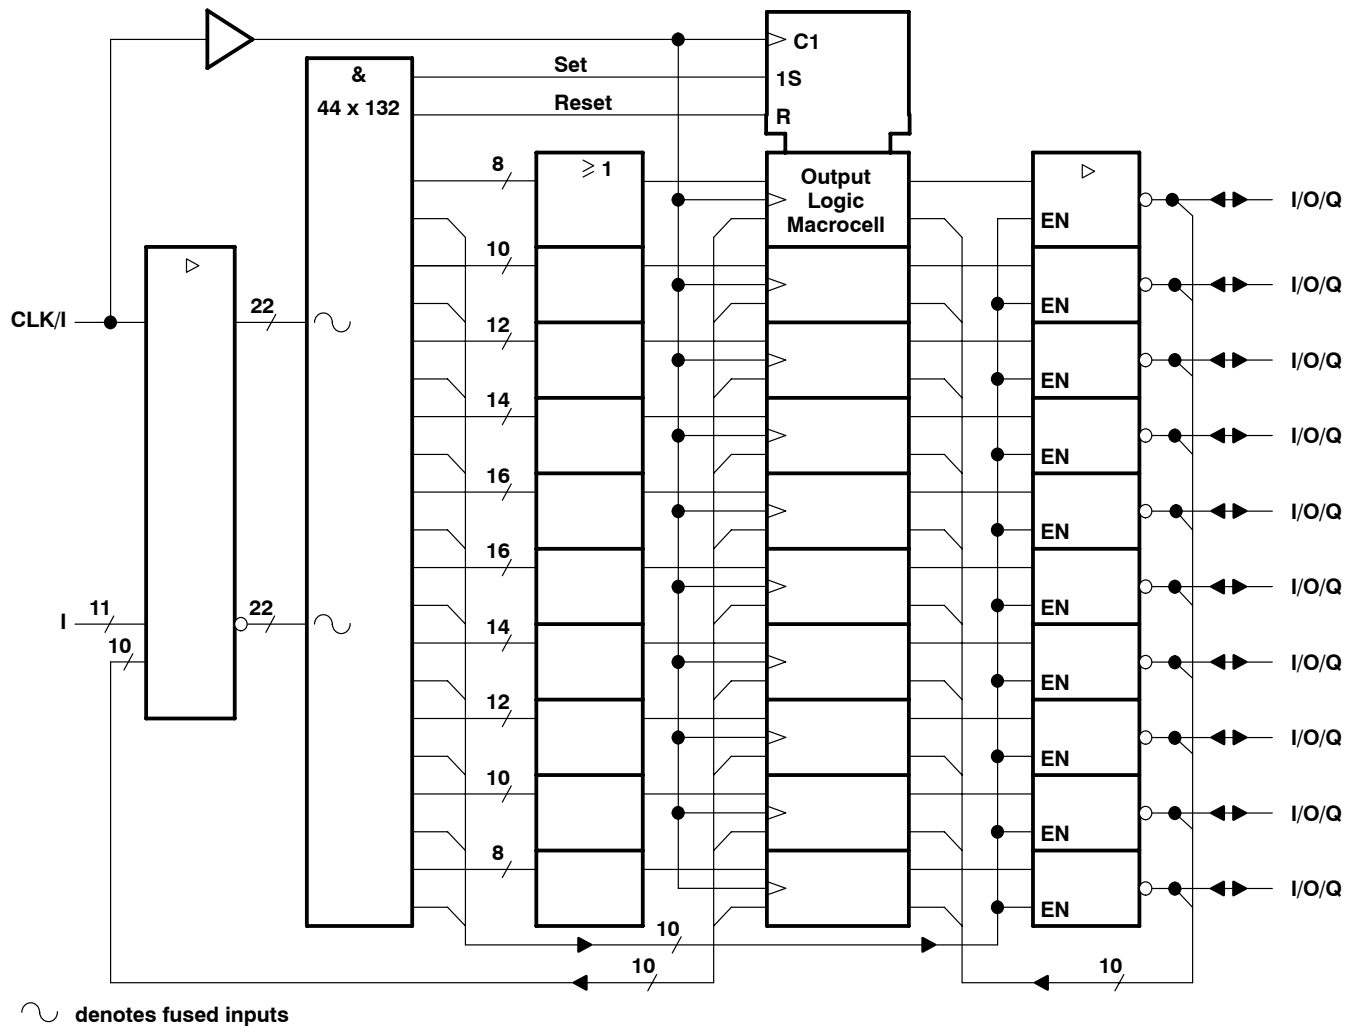 C1
&
Set
1S
44 x 132
Reset
R
8
≥ 1
Output
Logic
Macrocell
I/O/Q
EN
10
I/O/Q
EN
CLK/I
22
12
I/O/Q
EN
14
I/O/Q
EN
16
I/O/Q
EN
16
I/O/Q
EN
I
11
22
10
14
I/O/Q
EN
12
I/O/Q
EN
10
I/O/Q
EN
8
I/O/Q
EN
10
10
10
denotes fused inputs